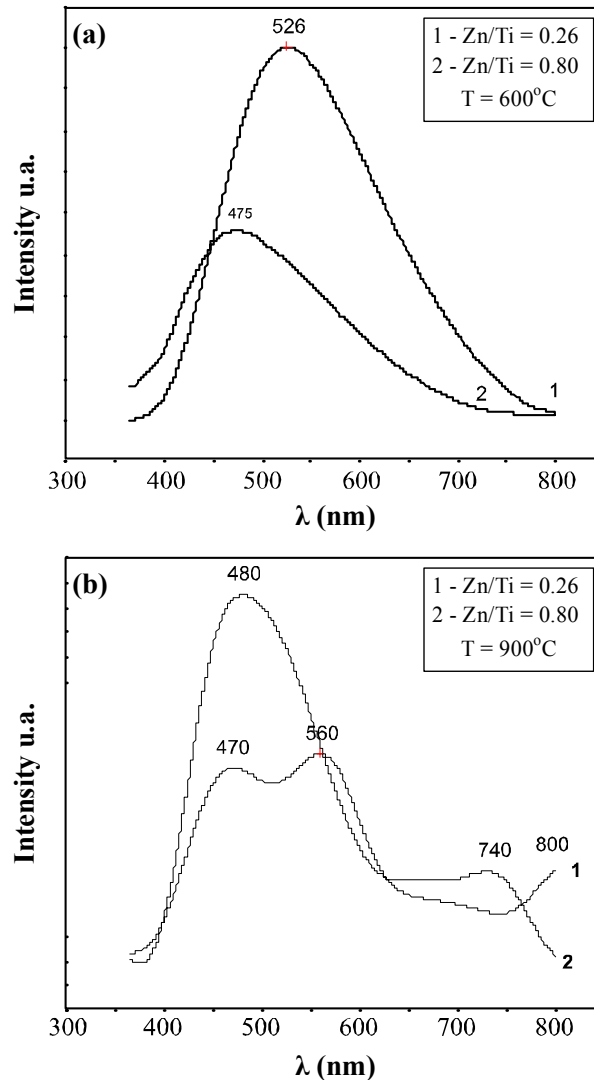 (a)
526
1 - Zn/Ti = 0.26
2 - Zn/Ti = 0.80
T = 600°C
475
Intensity u.a.
2
1
300 400 500 600 700 800
λ (nm)
(b)
480
1 - Zn/Ti = 0.26
2 - Zn/Ti = 0.80
T = 900°C
470
560
Intensity u.a.
740
800
1
2
300 400 500 600 700 800
λ (nm)